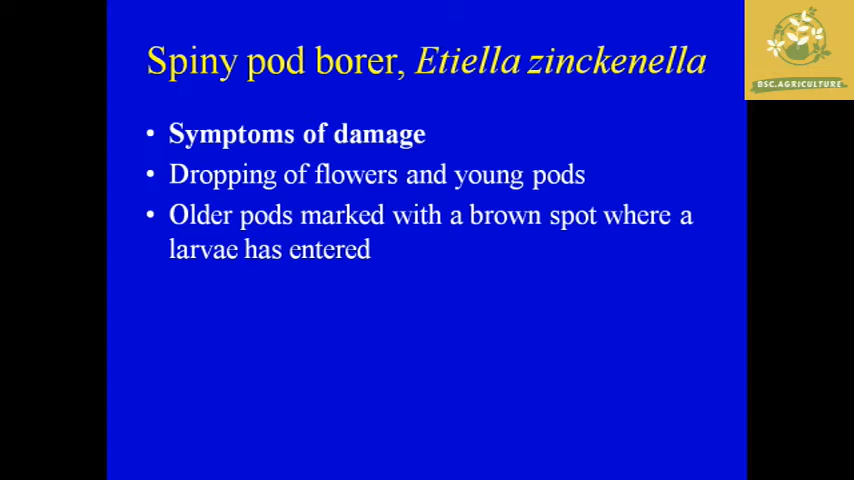 Spiny pod borer, Etiella zinckenella
BSC.AGRICULTURE
• Symptoms of damage
• Dropping of flowers and young pods
• Older pods marked with a brown spot where a
larvae has entered